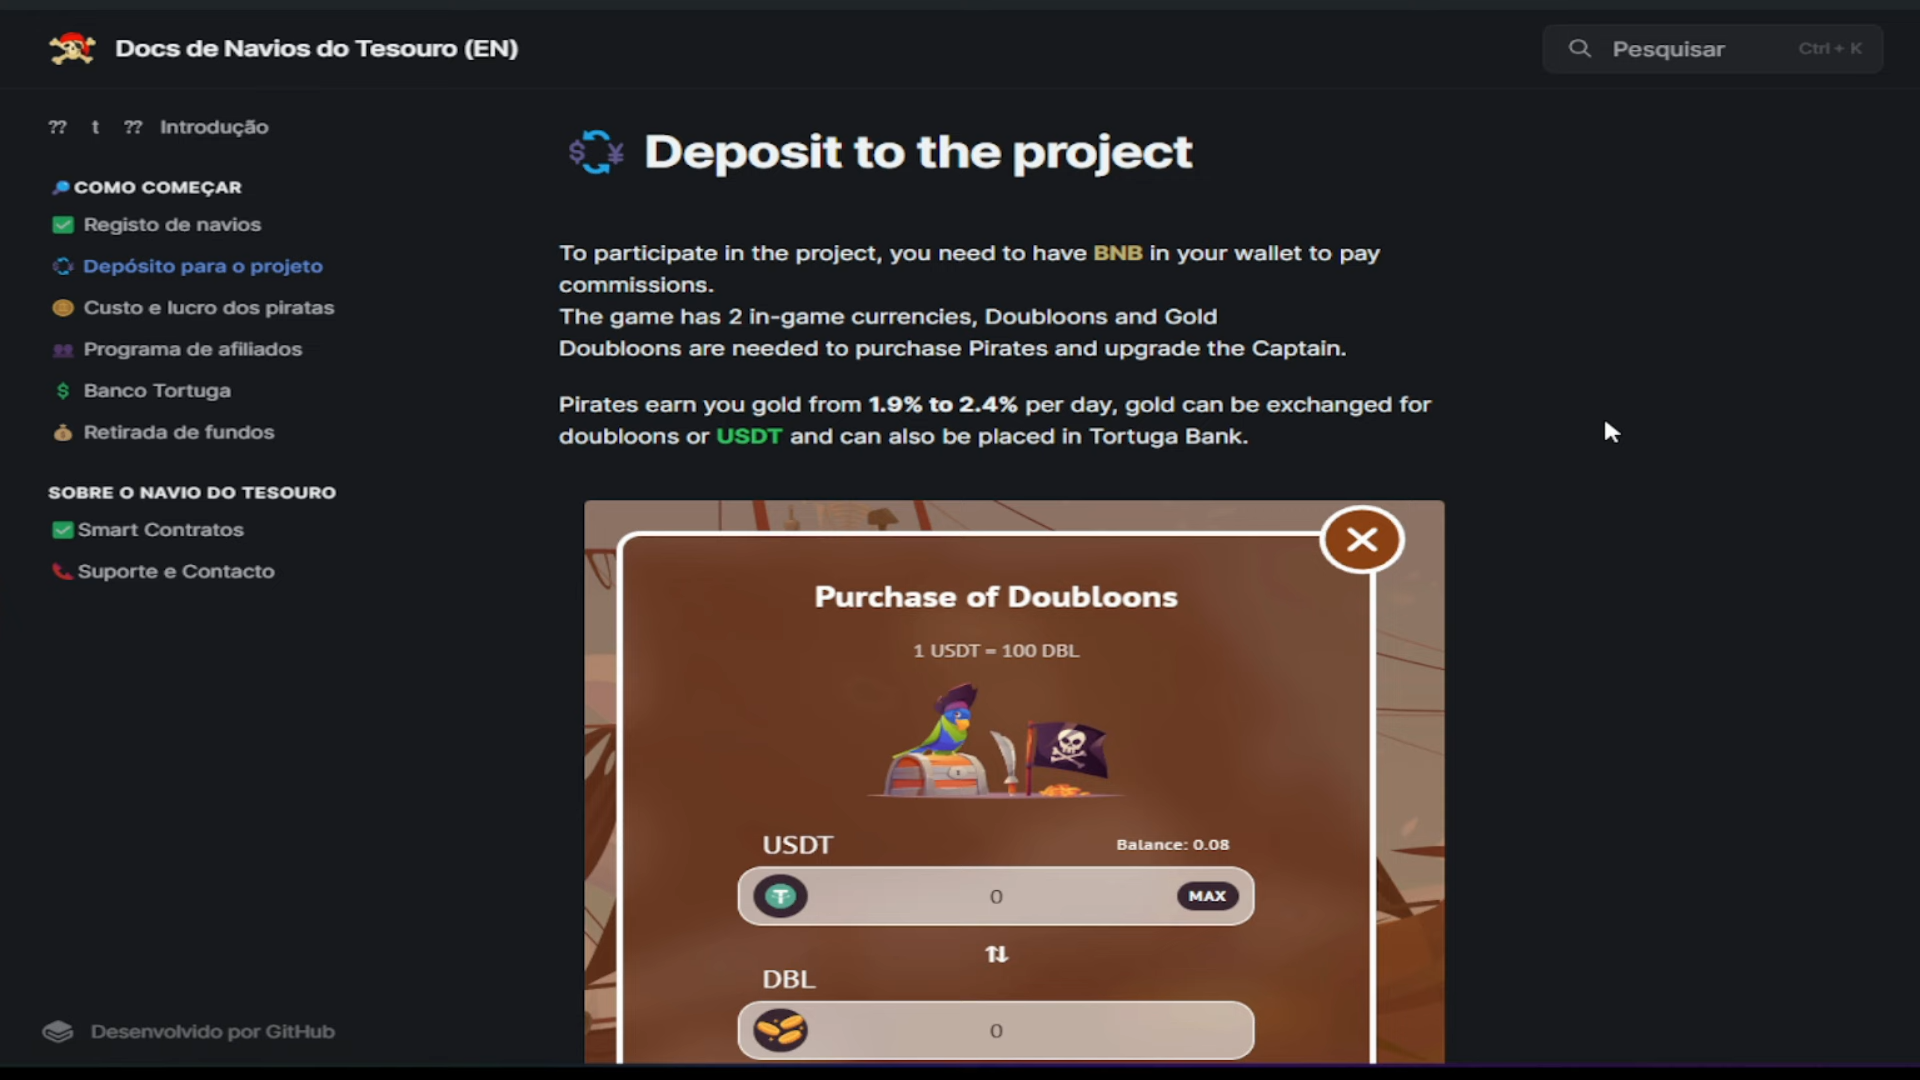 Docs de Navios do Tesouro (EN)
Pesquisar
Ctrl + K
?? t ?? Introdução
COMO COMEÇAR
Registo de navios
Depósito para o projeto
Custo e lucro dos piratas
Programa de afiliados
Banco Tortuga
Retirada de fundos
SOBRE O NAVIO DO TESOURO
Smart Contratos
Suporte e Contacto
Desenvolvido por GitHub
Deposit to the project
To participate in the project, you need to have BNB in your wallet to pay
commissions.
The game has 2 in-game currencies, Doubloons and Gold
Doubloons are needed to purchase Pirates and upgrade the Captain.
Pirates earn you gold from 1.9% to 2.4% per day, gold can be exchanged for
doubloons or USDT and can also be placed in Tortuga Bank.
Purchase of Doubloons
1 USDT = 100 DBL
USDT
Balance: 0.08
0
MAX
DBL
0